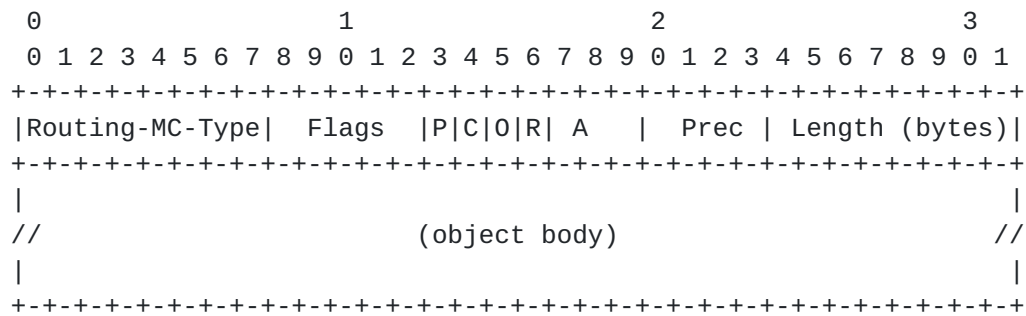 0                   1                   2                   3
 0 1 2 3 4 5 6 7 8 9 0 1 2 3 4 5 6 7 8 9 0 1 2 3 4 5 6 7 8 9 0 1
+-+-+-+-+-+-+-+-+-+-+-+-+-+-+-+-+-+-+-+-+-+-+-+-+-+-+-+-+-+-+-+-+
|Routing-MC-Type|  Flags  |P|C|O|R| A   |  Prec | Length (bytes)|
+-+-+-+-+-+-+-+-+-+-+-+-+-+-+-+-+-+-+-+-+-+-+-+-+-+-+-+-+-+-+-+-+
|                                                               |
//                        (object body)                        //
|                                                               |
+-+-+-+-+-+-+-+-+-+-+-+-+-+-+-+-+-+-+-+-+-+-+-+-+-+-+-+-+-+-+-+-+